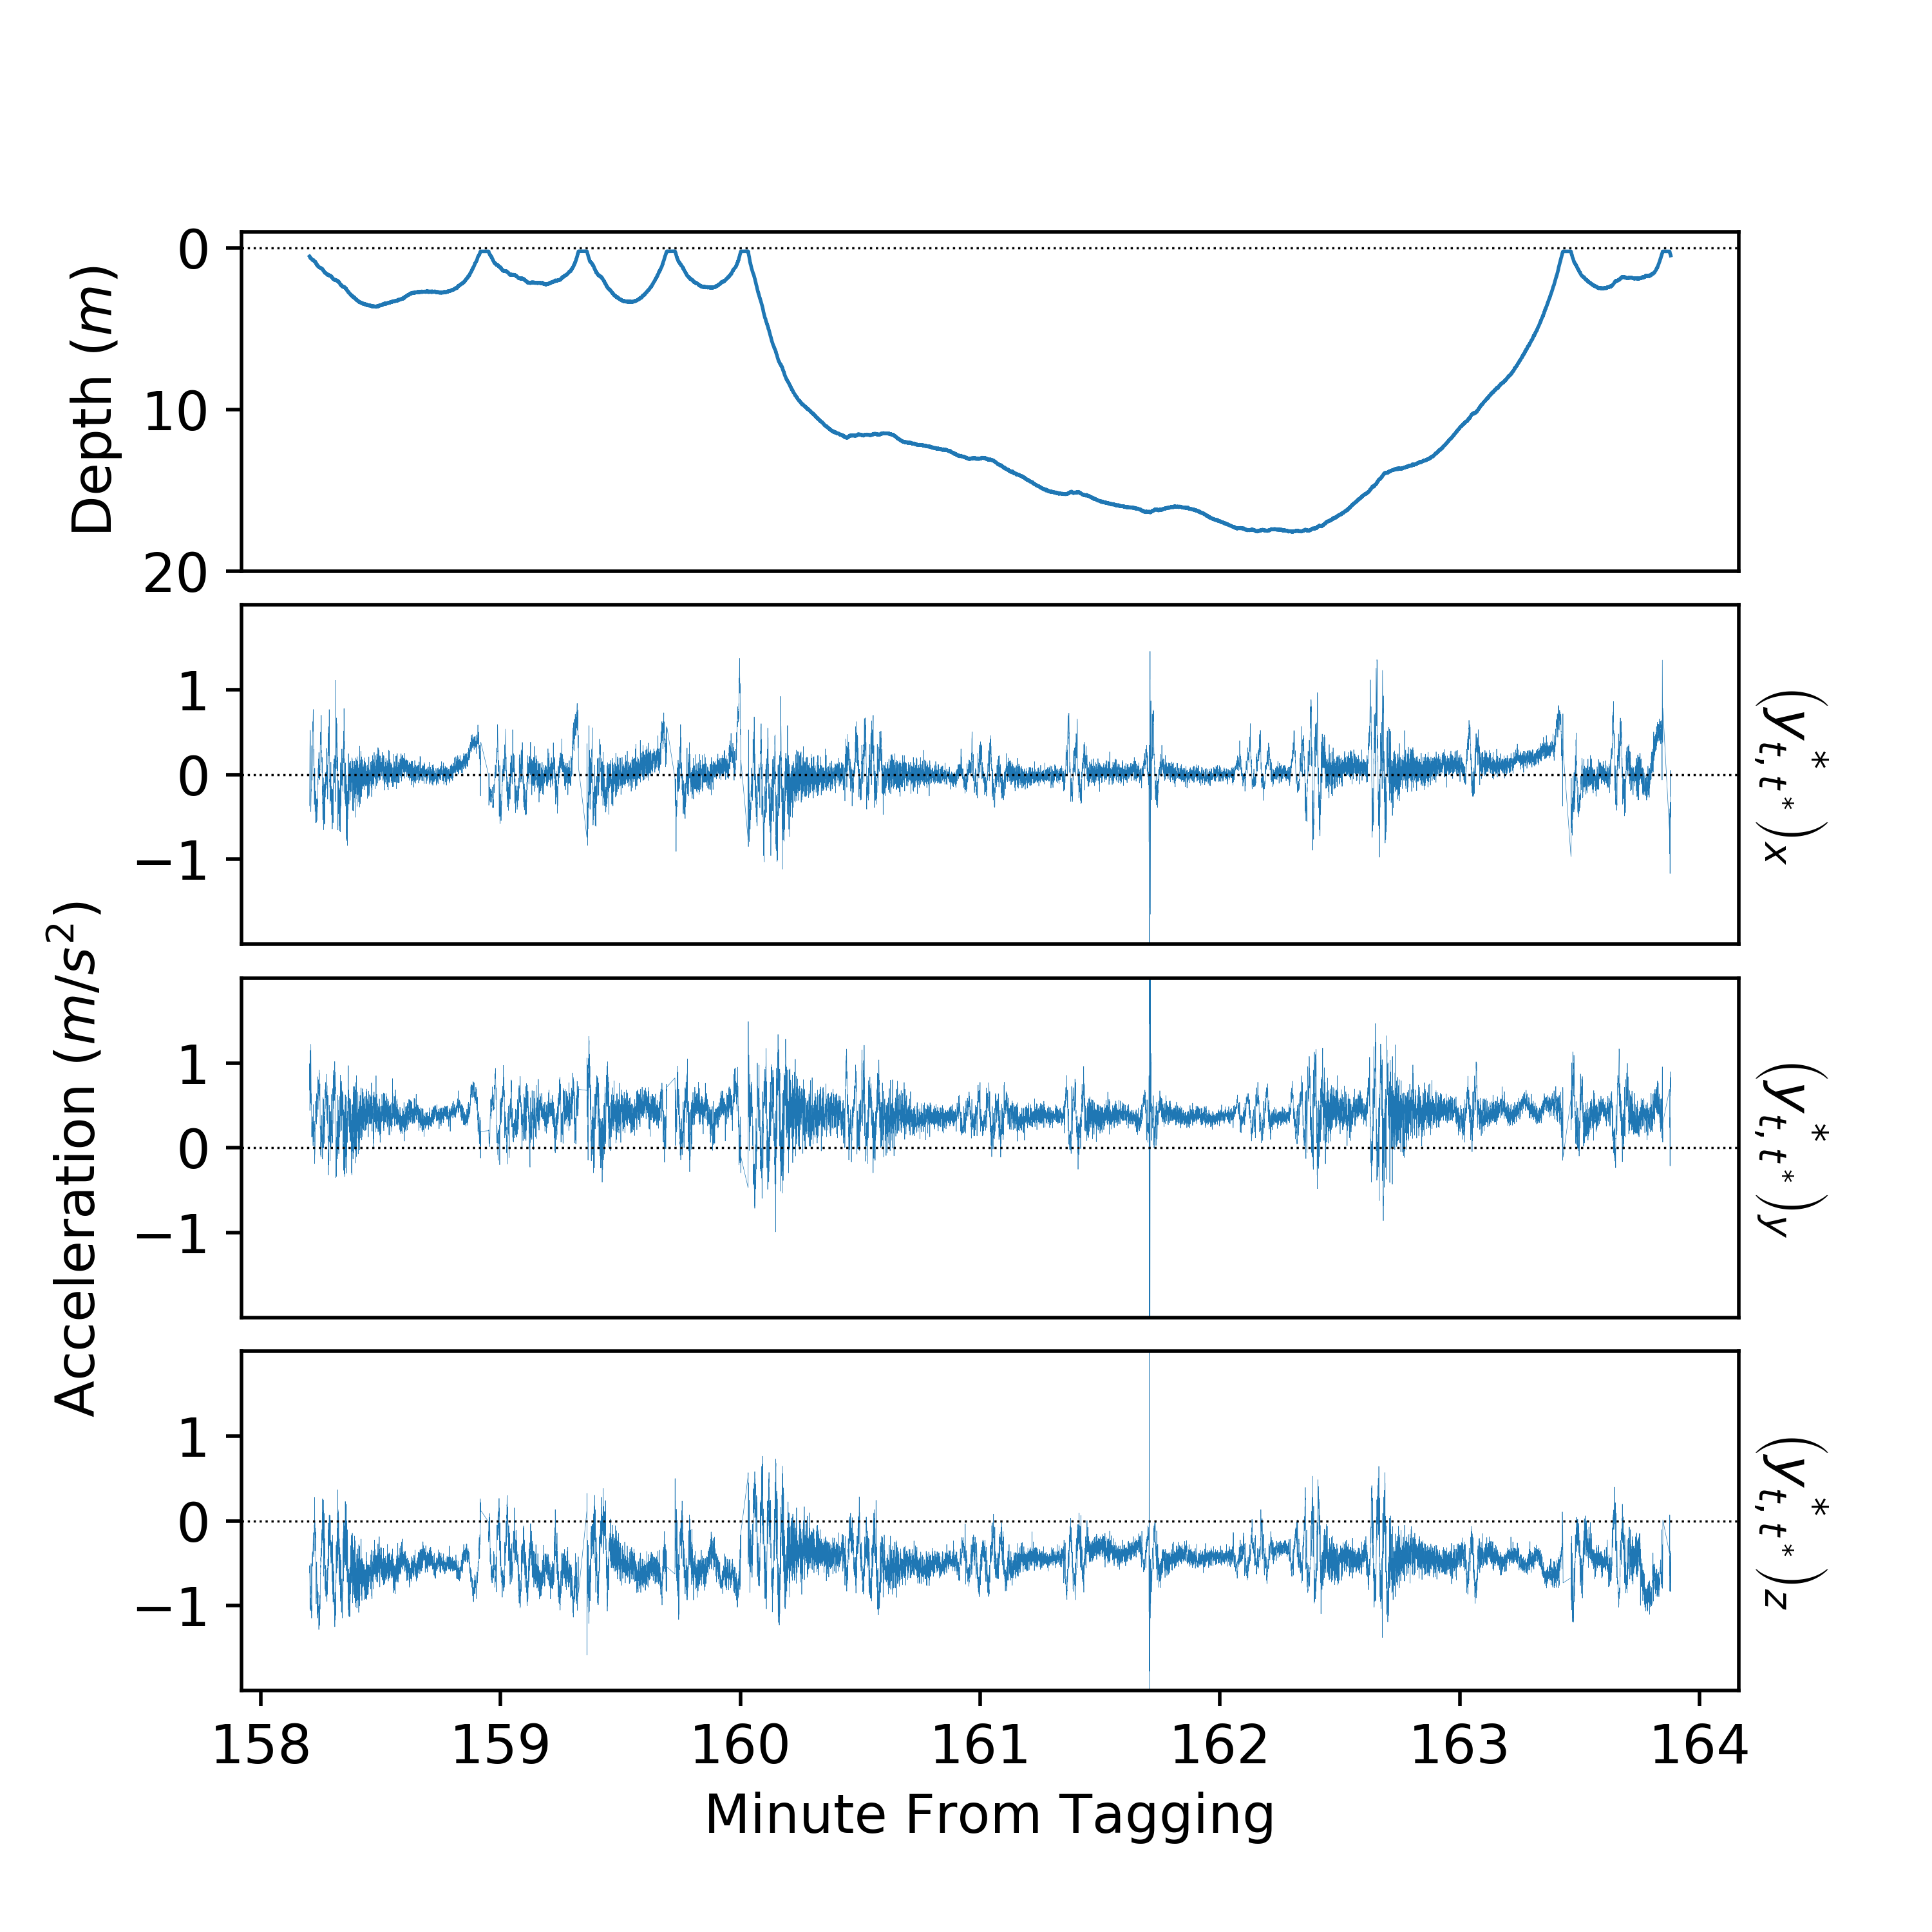 Depth (m)
0
10
20
Acceleration (m/s²)
1
0
−1
(y*ₜ,ₜ*)ₓ
1
0
−1
(y*ₜ,ₜ*)y
1
0
−1
(y*ₜ,ₜ*)z
158 159 160 161 162 163 164
Minute From Tagging